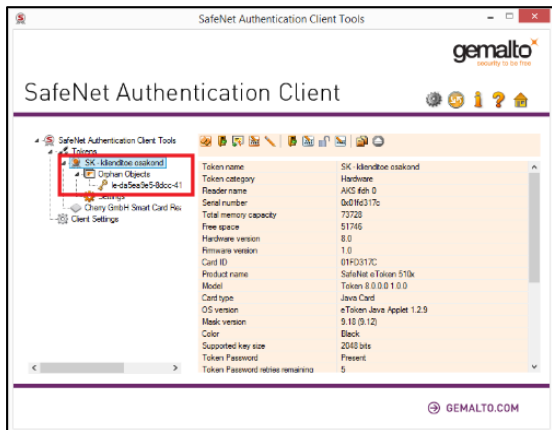 SafeNet Authentication Client Tools
gemalto
security to be free
SafeNet Authentication Client
SafeNet Authentication Client Tools
Tokens
SK - klienditoe osakond
Orphan Objects
le-da5ea9e5-8dcc-41
Settings
Cherry GmbH Smart Card Rea
Client Settings
Token name SK - klienditoe osakond
Token category Hardware
Reader name AKS ifdh 0
Serial number 0x01fd317c
Total memory capacity 73728
Free space 51746
Hardware version 8.0
Firmware version 1.0
Card ID 01FD317C
Product name SafeNet eToken 510x
Model Token 8.0.0.0 1.0.0
Card type Java Card
OS version eToken Java Applet 1.2.9
Mask version 9.18 (9.12)
Color Black
Supported key size 2048 bits
Token Password Present
Token Password retries remaining 5
GEMALTO.COM